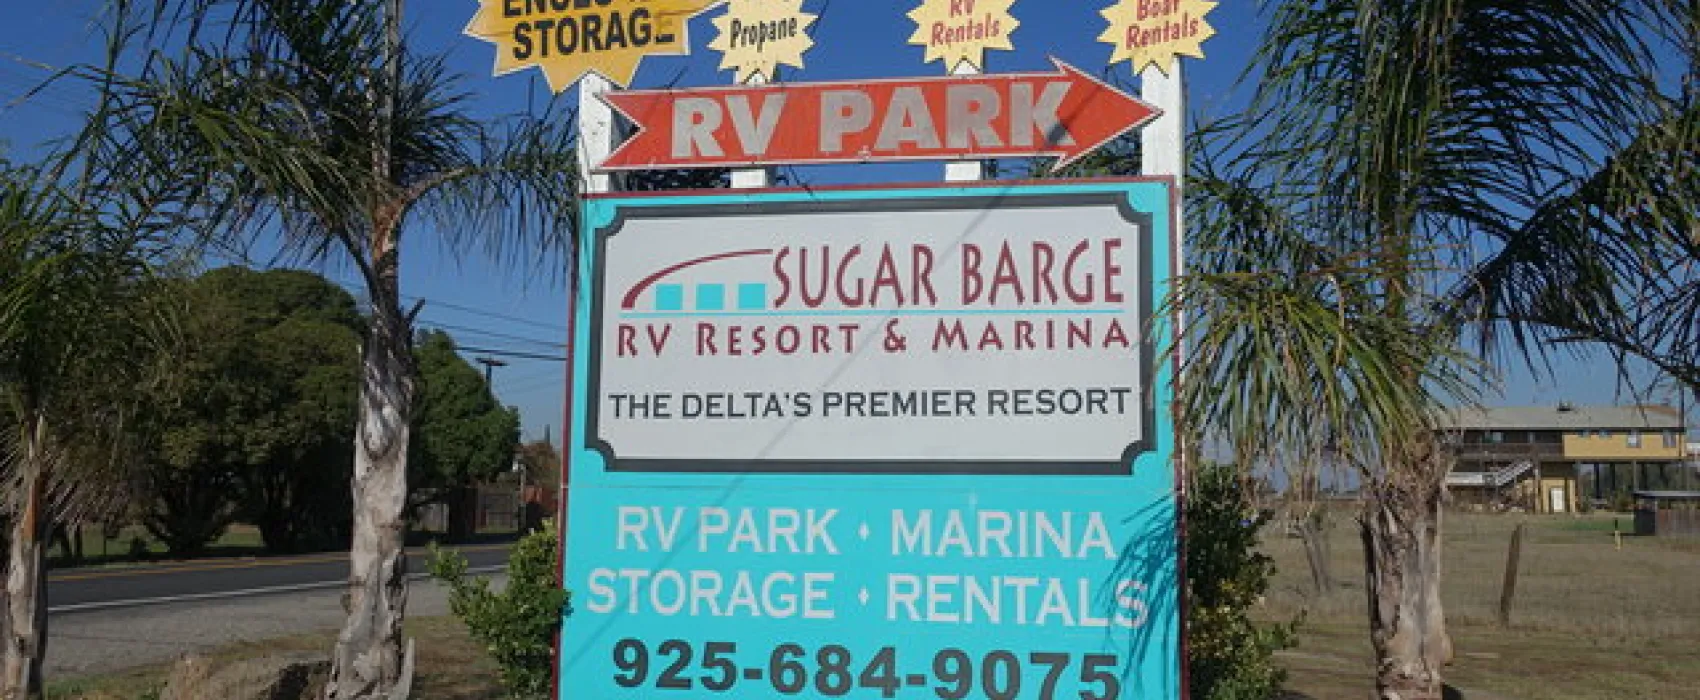 STORAGE
Propane
RV
Rentals
Boat
Rentals
RV PARK
SUGAR BARGE
RV RESORT & MARINA
THE DELTA'S PREMIER RESORT
RV PARK • MARINA
STORAGE • RENTALS
925-684-9075